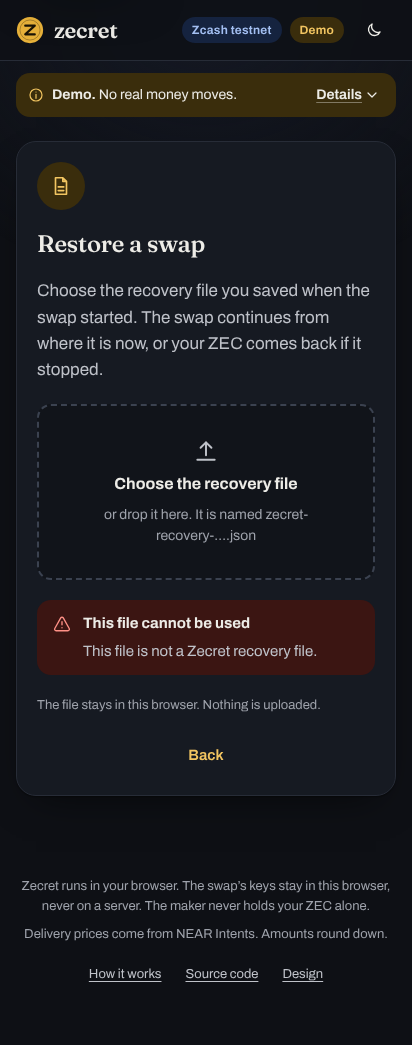 zecret
Zcash testnet
Demo
Demo. No real money moves.
Details
Restore a swap
Choose the recovery file you saved when the
swap started. The swap continues from
where it is now, or your ZEC comes back if it
stopped.
Choose the recovery file
or drop it here. It is named zecret-
recovery-....json
This file cannot be used
This file is not a Zecret recovery file.
The file stays in this browser. Nothing is uploaded.
Back
Zecret runs in your browser. The swap's keys stay in this browser,
never on a server. The maker never holds your ZEC alone.
Delivery prices come from NEAR Intents. Amounts round down.
How it works
Source code
Design